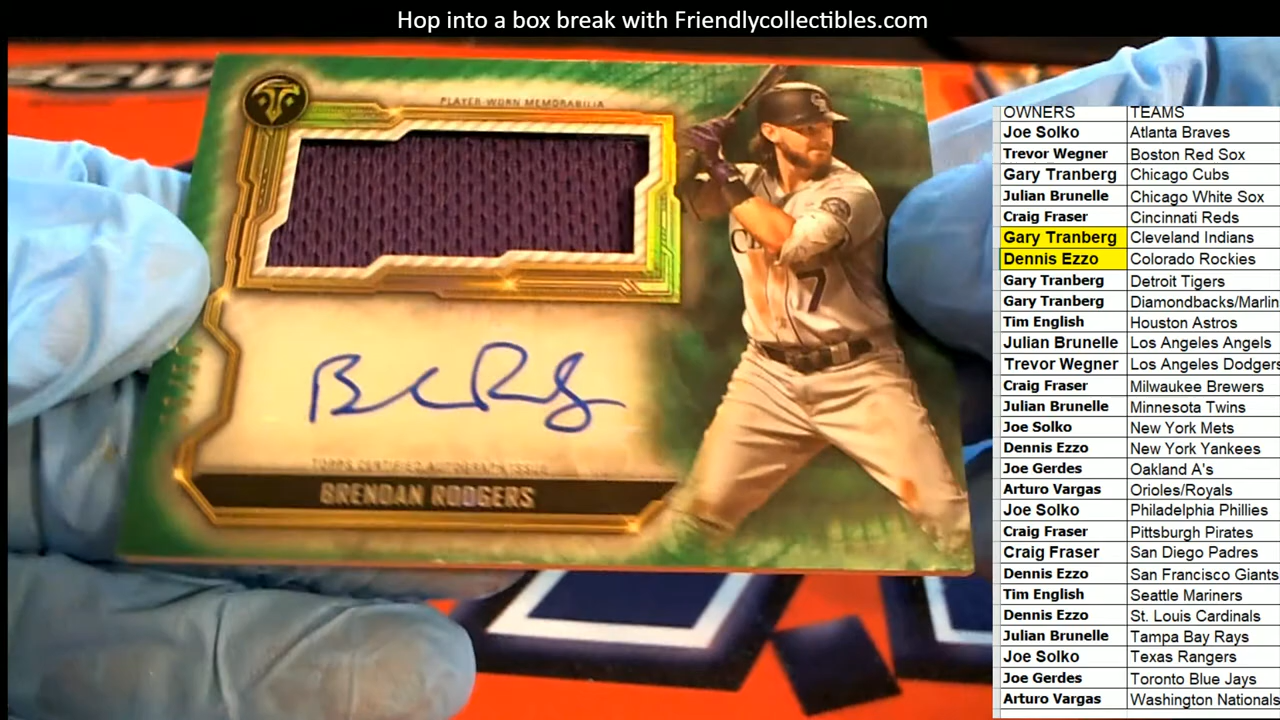 Hop into a box break with Friendlycollectibles.com
PLAYER-WORN MEMORABILIA
7
TOPPS CERTIFIED AUTOGRAPH ISSUE
BRENDAN RODGERS
OWNERS TEAMS
Joe Solko Atlanta Braves
Trevor Wegner Boston Red Sox
Gary Tranberg Chicago Cubs
Julian Brunelle Chicago White Sox
Craig Fraser Cincinnati Reds
Gary Tranberg Cleveland Indians
Dennis Ezzo Colorado Rockies
Gary Tranberg Detroit Tigers
Gary Tranberg Diamondbacks/Marlin
Tim English Houston Astros
Julian Brunelle Los Angeles Angels
Trevor Wegner Los Angeles Dodgers
Craig Fraser Milwaukee Brewers
Julian Brunelle Minnesota Twins
Joe Solko New York Mets
Dennis Ezzo New York Yankees
Joe Gerdes Oakland A's
Arturo Vargas Orioles/Royals
Joe Solko Philadelphia Phillies
Craig Fraser Pittsburgh Pirates
Craig Fraser San Diego Padres
Dennis Ezzo San Francisco Giants
Tim English Seattle Mariners
Dennis Ezzo St. Louis Cardinals
Julian Brunelle Tampa Bay Rays
Joe Solko Texas Rangers
Joe Gerdes Toronto Blue Jays
Arturo Vargas Washington Nationals